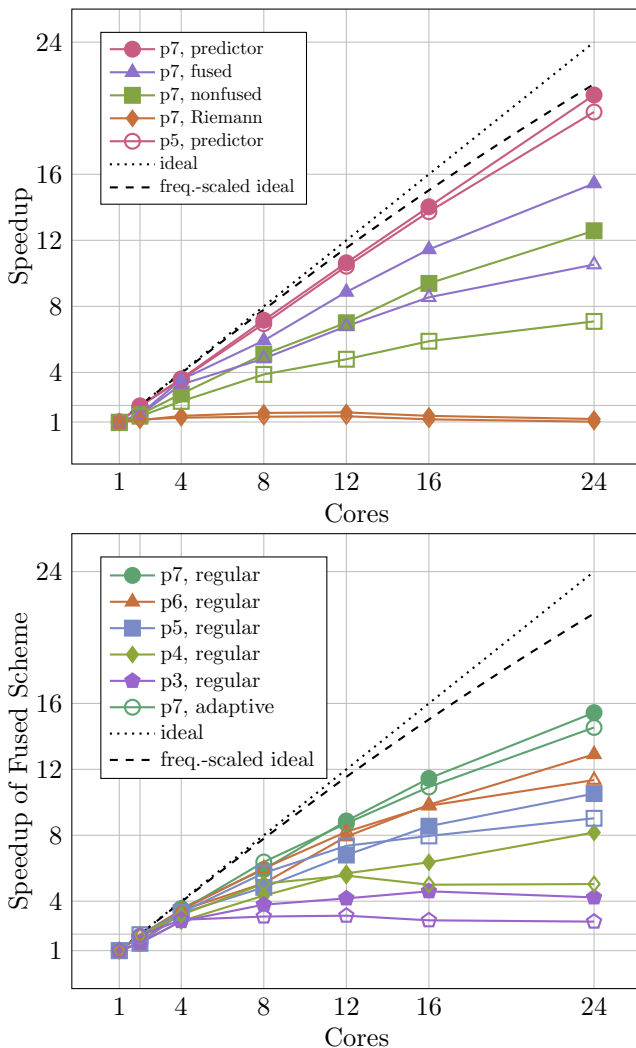 24
16
12
8
4
1
Speedup
p7, predictor
p7, fused
p7, nonfused
p7, Riemann
p5, predictor
ideal
freq.-scaled ideal
1 4 8 12 16 24
Cores
24
16
12
8
4
1
Speedup of Fused Scheme
p7, regular
p6, regular
p5, regular
p4, regular
p3, regular
p7, adaptive
ideal
freq.-scaled ideal
1 4 8 12 16 24
Cores